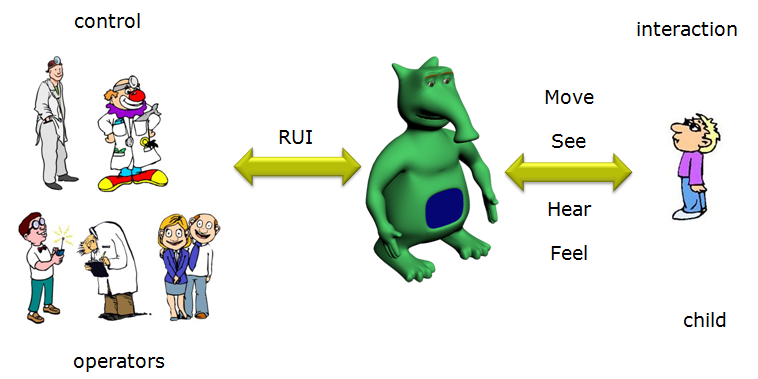 control
interaction
Move
RUI
See
Hear
Feel
child
operators